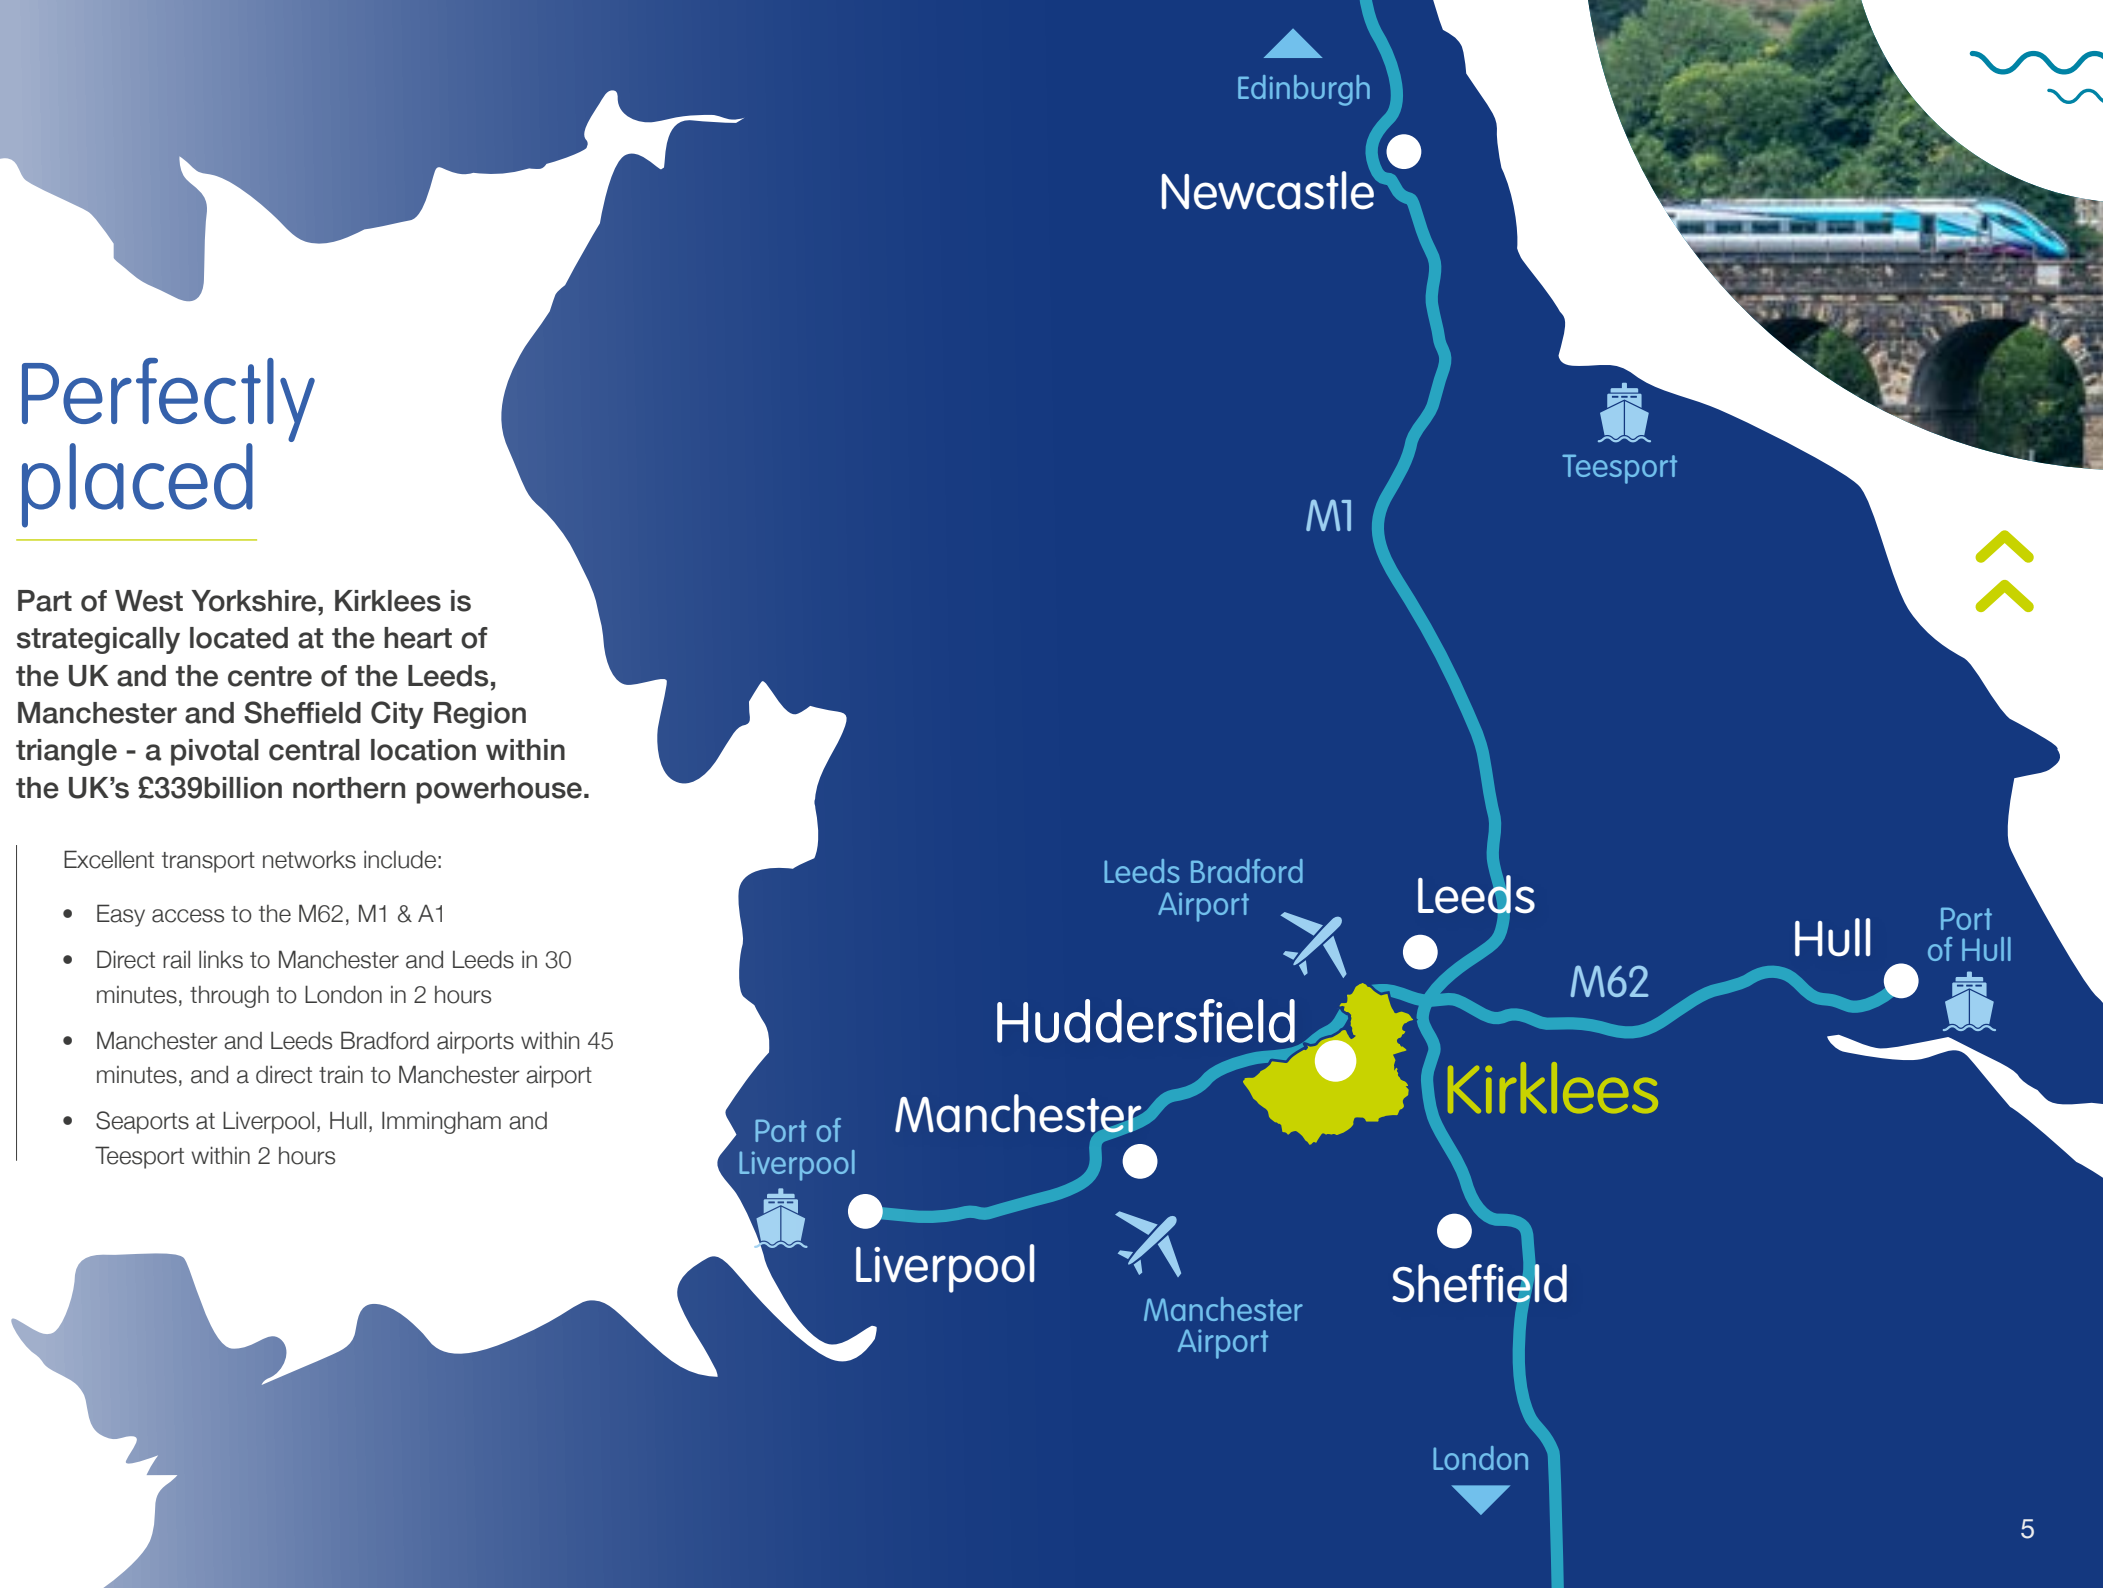 Perfectly
placed
Part of West Yorkshire, Kirklees is
strategically located at the heart of
the UK and the centre of the Leeds,
Manchester and Sheffield City Region
triangle - a pivotal central location within
the UK’s £339billion northern powerhouse.
Excellent transport networks include:
• Easy access to the M62, M1 & A1
• Direct rail links to Manchester and Leeds in 30
minutes, through to London in 2 hours
• Manchester and Leeds Bradford airports within 45
minutes, and a direct train to Manchester airport
• Seaports at Liverpool, Hull, Immingham and
Teesport within 2 hours
Edinburgh
Newcastle
Teesport
M1
Leeds Bradford
Airport
Leeds
Hull
Port
of Hull
M62
Huddersfield
Kirklees
Manchester
Port of
Liverpool
Liverpool
Sheffield
Manchester
Airport
London
5